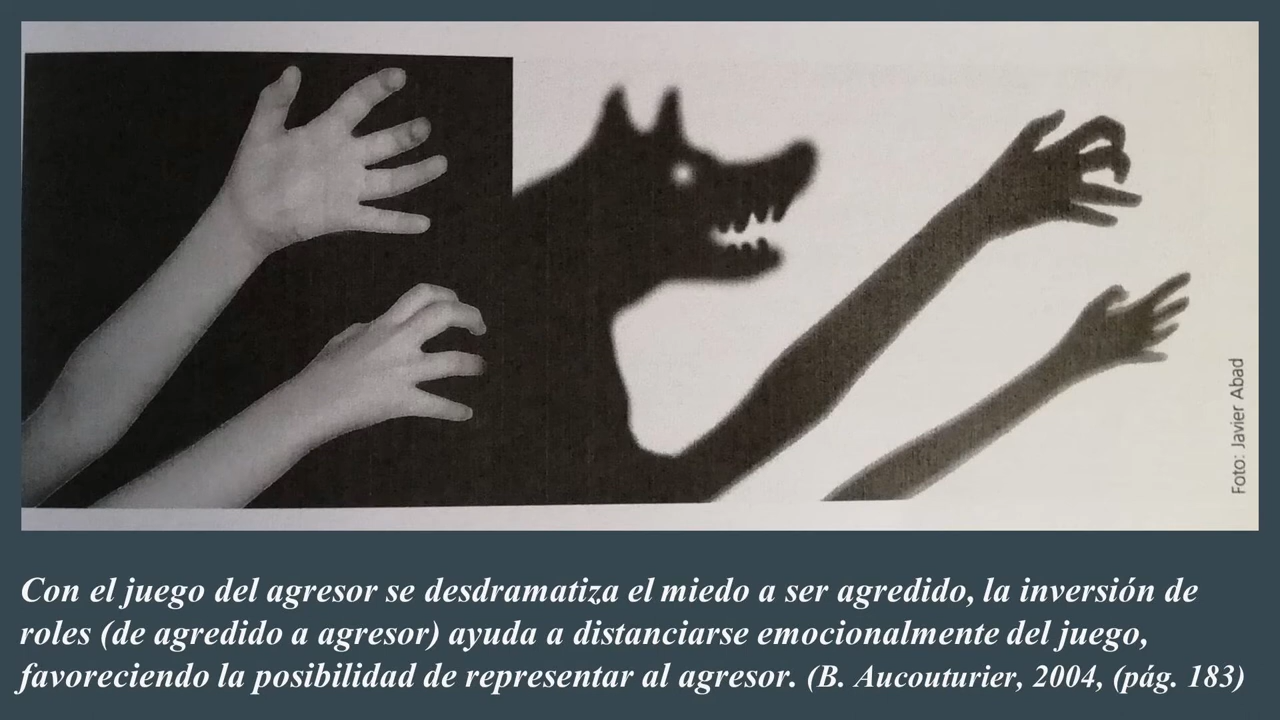 Foto: Javier Abad
Con el juego del agresor se desdramatiza el miedo a ser agredido, la inversión de
roles (de agredido a agresor) ayuda a distanciarse emocionalmente del juego,
favoreciendo la posibilidad de representar al agresor. (B. Aucouturier, 2004, (pág. 183)